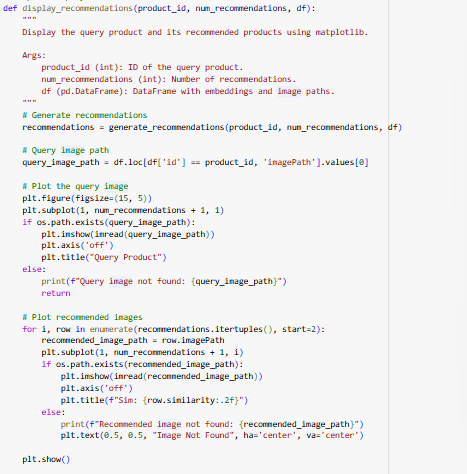 def display_recommendations(product_id, num_recommendations, df):
    """
    Display the query product and its recommended products using matplotlib.

    Args:
        product_id (int): ID of the query product.
        num_recommendations (int): Number of recommendations.
        df (pd.DataFrame): DataFrame with embeddings and image paths.
    """
    # Generate recommendations
    recommendations = generate_recommendations(product_id, num_recommendations, df)

    # Query image path
    query_image_path = df.loc[df['id'] == product_id, 'imagePath'].values[0]

    # Plot the query image
    plt.figure(figsize=(15, 5))
    plt.subplot(1, num_recommendations + 1, 1)
    if os.path.exists(query_image_path):
        plt.imshow(imread(query_image_path))
        plt.axis('off')
        plt.title("Query Product")
    else:
        print(f"Query image not found: {query_image_path}")
        return

    # Plot recommended images
    for i, row in enumerate(recommendations.itertuples(), start=2):
        recommended_image_path = row.imagePath
        plt.subplot(1, num_recommendations + 1, i)
        if os.path.exists(recommended_image_path):
            plt.imshow(imread(recommended_image_path))
            plt.axis('off')
            plt.title(f"Sim: {row.similarity:.2f}")
        else:
            print(f"Recommended image not found: {recommended_image_path}")
            plt.text(0.5, 0.5, "Image Not Found", ha='center', va='center')

    plt.show()